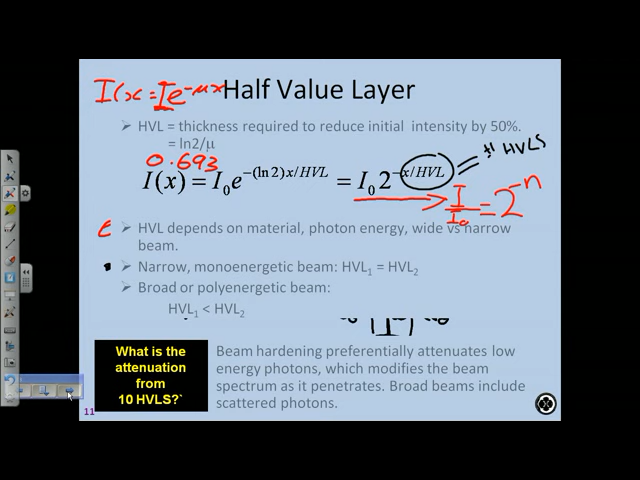 I(x = Ie^-μx Half Value Layer
HVL = thickness required to reduce initial intensity by 50%.
= ln2/μ
0.693
# HVLS
I(x) = I₀e^-(ln 2)x/HVL = I₀2^-x/HVL
I/I₀ = 2^-n
HVL depends on material, photon energy, wide vs narrow
beam.
Narrow, monoenergetic beam: HVL₁ = HVL₂
Broad or polyenergetic beam:
HVL₁ < HVL₂
What is the
attenuation
from
10 HVLS?`
Beam hardening preferentially attenuates low
energy photons, which modifies the beam
spectrum as it penetrates. Broad beams include
scattered photons.
11